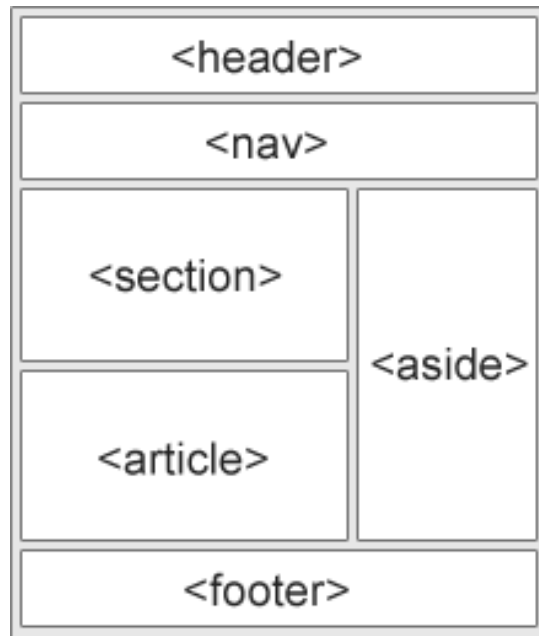 <header>
<nav>
<section>
<aside>
<article>
<footer>